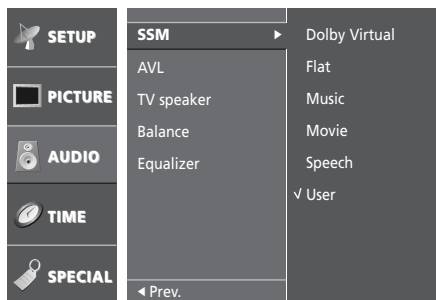 SETUP
PICTURE
AUDIO
TIME
SPECIAL
SSM ▶
AVL
TV speaker
Balance
Equalizer
◀ Prev.
Dolby Virtual
Flat
Music
Movie
Speech
√ User